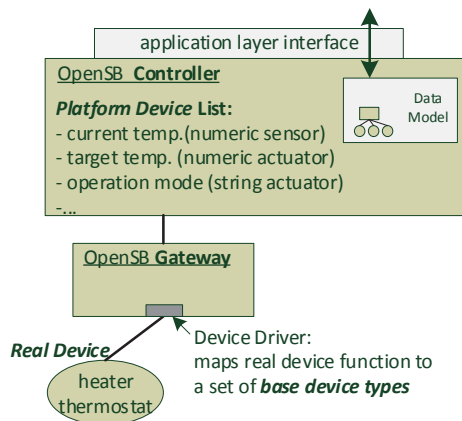 application layer interface
OpenSB Controller
Platform Device List:
- current temp.(numeric sensor)
- target temp. (numeric actuator)
- operation mode (string actuator)
-...
Data
Model
OpenSB Gateway
Device Driver:
maps real device function to
a set of base device types
Real Device
heater
thermostat